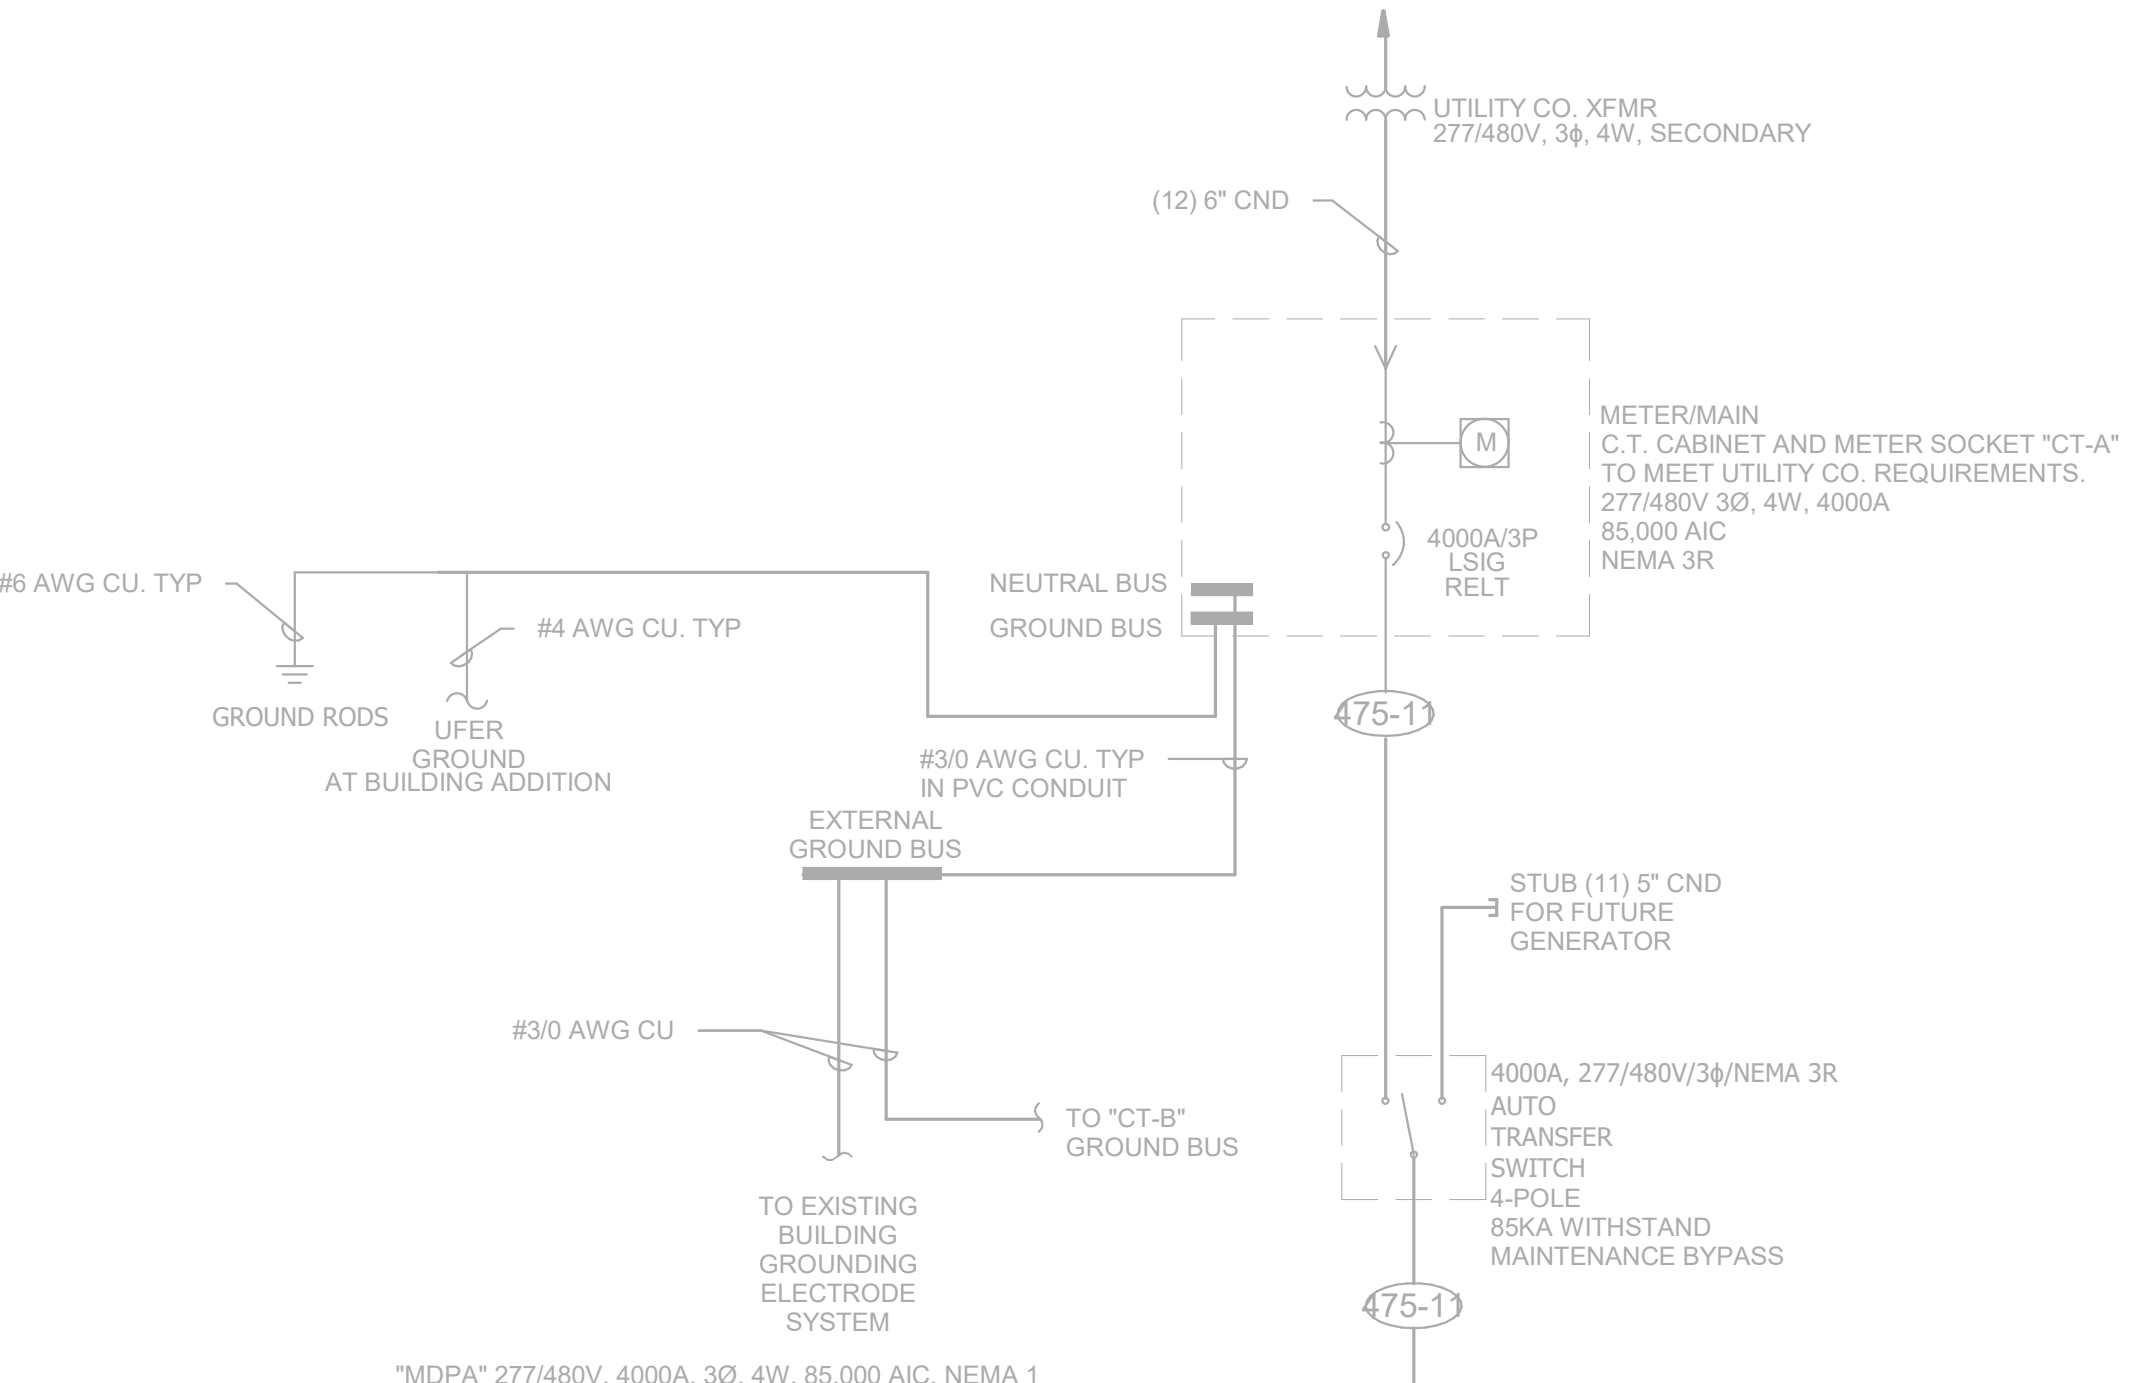 UTILITY CO. XFMR
277/480V, 3ϕ, 4W, SECONDARY
(12) 6" CND
METER/MAIN
C.T. CABINET AND METER SOCKET "CT-A"
TO MEET UTILITY CO. REQUIREMENTS.
277/480V 3Ø, 4W, 4000A
85,000 AIC
NEMA 3R
M
4000A/3P
LSIG
RELT
NEUTRAL BUS
GROUND BUS
#6 AWG CU. TYP
#4 AWG CU. TYP
GROUND RODS
UFER
GROUND
AT BUILDING ADDITION
475-11
#3/0 AWG CU. TYP
IN PVC CONDUIT
EXTERNAL
GROUND BUS
STUB (11) 5" CND
FOR FUTURE
GENERATOR
#3/0 AWG CU
TO "CT-B"
GROUND BUS
4000A, 277/480V/3ϕ/NEMA 3R
AUTO
TRANSFER
SWITCH
4-POLE
85KA WITHSTAND
MAINTENANCE BYPASS
TO EXISTING
BUILDING
GROUNDING
ELECTRODE
SYSTEM
475-11
"MDPA" 277/480V, 4000A, 3Ø, 4W, 85,000 AIC, NEMA 1